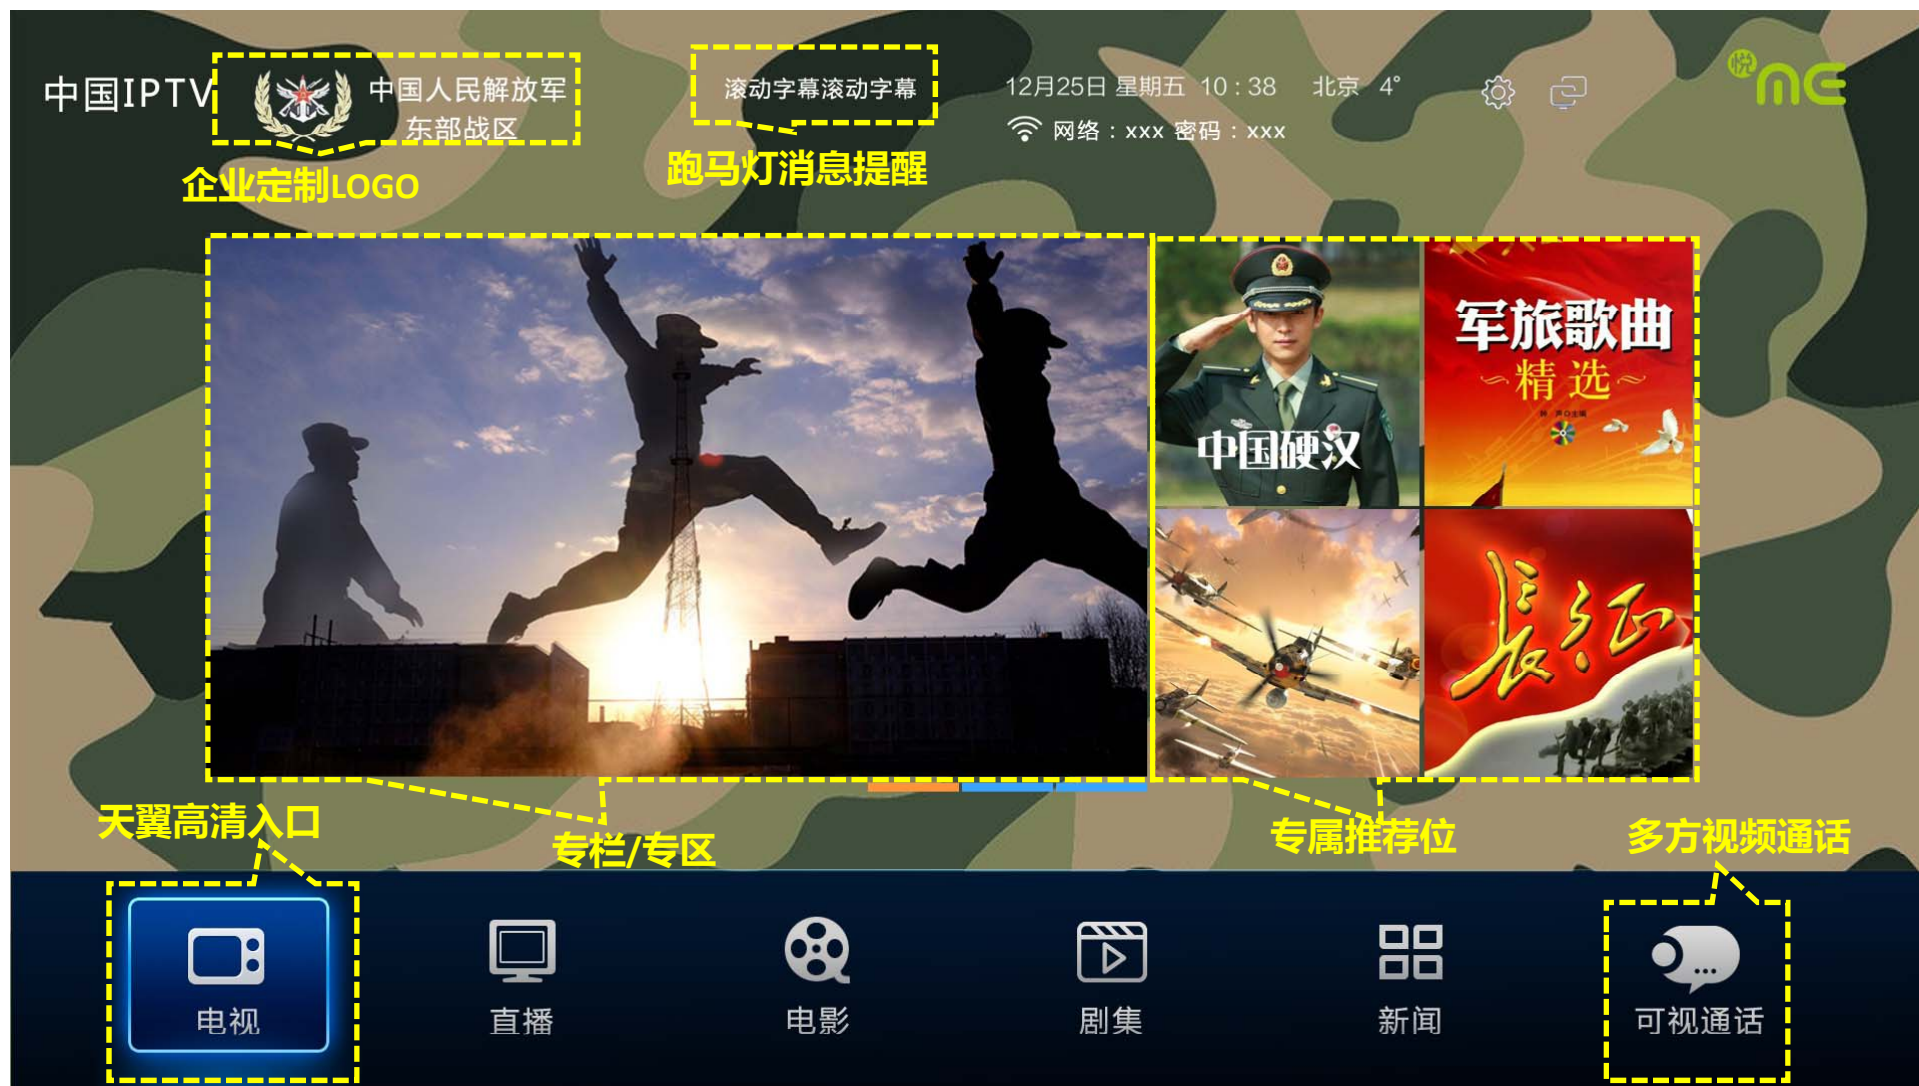 中国IPTV
中国人民解放军
东部战区
滚动字幕滚动字幕
12月25日 星期五 10:38 北京 4°
网络：xxx 密码：xxx
悦me
企业定制LOGO
跑马灯消息提醒
中国硬汉
军旅歌曲
~精选~
長征
天翼高清入口
专栏/专区
专属推荐位
多方视频通话
电视
直播
电影
剧集
新闻
可视通话